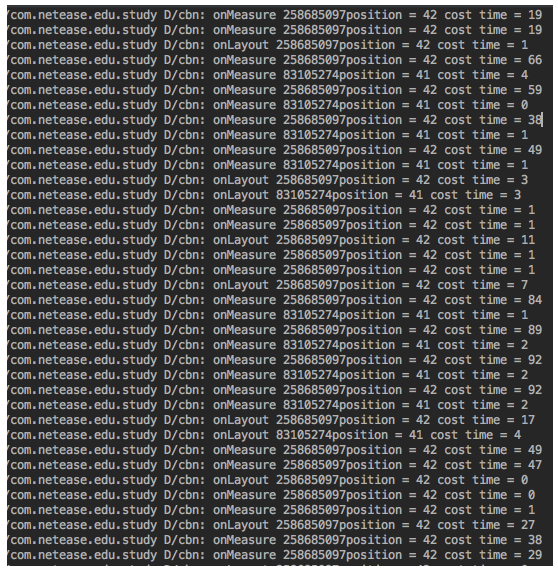 /com.netease.edu.study D/cbn: onMeasure 258685097position = 42 cost time = 19
/com.netease.edu.study D/cbn: onMeasure 258685097position = 42 cost time = 19
/com.netease.edu.study D/cbn: onLayout 258685097position = 42 cost time = 1
/com.netease.edu.study D/cbn: onMeasure 258685097position = 42 cost time = 66
/com.netease.edu.study D/cbn: onMeasure 83105274position = 41 cost time = 4
/com.netease.edu.study D/cbn: onMeasure 258685097position = 42 cost time = 59
/com.netease.edu.study D/cbn: onMeasure 83105274position = 41 cost time = 0
/com.netease.edu.study D/cbn: onMeasure 258685097position = 42 cost time = 38
/com.netease.edu.study D/cbn: onMeasure 83105274position = 41 cost time = 1
/com.netease.edu.study D/cbn: onMeasure 258685097position = 42 cost time = 49
/com.netease.edu.study D/cbn: onMeasure 83105274position = 41 cost time = 1
/com.netease.edu.study D/cbn: onLayout 258685097position = 42 cost time = 3
/com.netease.edu.study D/cbn: onLayout 83105274position = 41 cost time = 3
/com.netease.edu.study D/cbn: onMeasure 258685097position = 42 cost time = 1
/com.netease.edu.study D/cbn: onMeasure 258685097position = 42 cost time = 1
/com.netease.edu.study D/cbn: onLayout 258685097position = 42 cost time = 11
/com.netease.edu.study D/cbn: onMeasure 258685097position = 42 cost time = 1
/com.netease.edu.study D/cbn: onMeasure 258685097position = 42 cost time = 1
/com.netease.edu.study D/cbn: onLayout 258685097position = 42 cost time = 7
/com.netease.edu.study D/cbn: onMeasure 258685097position = 42 cost time = 84
/com.netease.edu.study D/cbn: onMeasure 83105274position = 41 cost time = 1
/com.netease.edu.study D/cbn: onMeasure 258685097position = 42 cost time = 89
/com.netease.edu.study D/cbn: onMeasure 83105274position = 41 cost time = 2
/com.netease.edu.study D/cbn: onMeasure 258685097position = 42 cost time = 92
/com.netease.edu.study D/cbn: onMeasure 83105274position = 41 cost time = 2
/com.netease.edu.study D/cbn: onMeasure 258685097position = 42 cost time = 92
/com.netease.edu.study D/cbn: onMeasure 83105274position = 41 cost time = 2
/com.netease.edu.study D/cbn: onLayout 258685097position = 42 cost time = 17
/com.netease.edu.study D/cbn: onLayout 83105274position = 41 cost time = 4
/com.netease.edu.study D/cbn: onMeasure 258685097position = 42 cost time = 49
/com.netease.edu.study D/cbn: onMeasure 258685097position = 42 cost time = 47
/com.netease.edu.study D/cbn: onLayout 258685097position = 42 cost time = 0
/com.netease.edu.study D/cbn: onMeasure 258685097position = 42 cost time = 0
/com.netease.edu.study D/cbn: onMeasure 258685097position = 42 cost time = 1
/com.netease.edu.study D/cbn: onLayout 258685097position = 42 cost time = 27
/com.netease.edu.study D/cbn: onMeasure 258685097position = 42 cost time = 38
/com.netease.edu.study D/cbn: onMeasure 258685097position = 42 cost time = 29